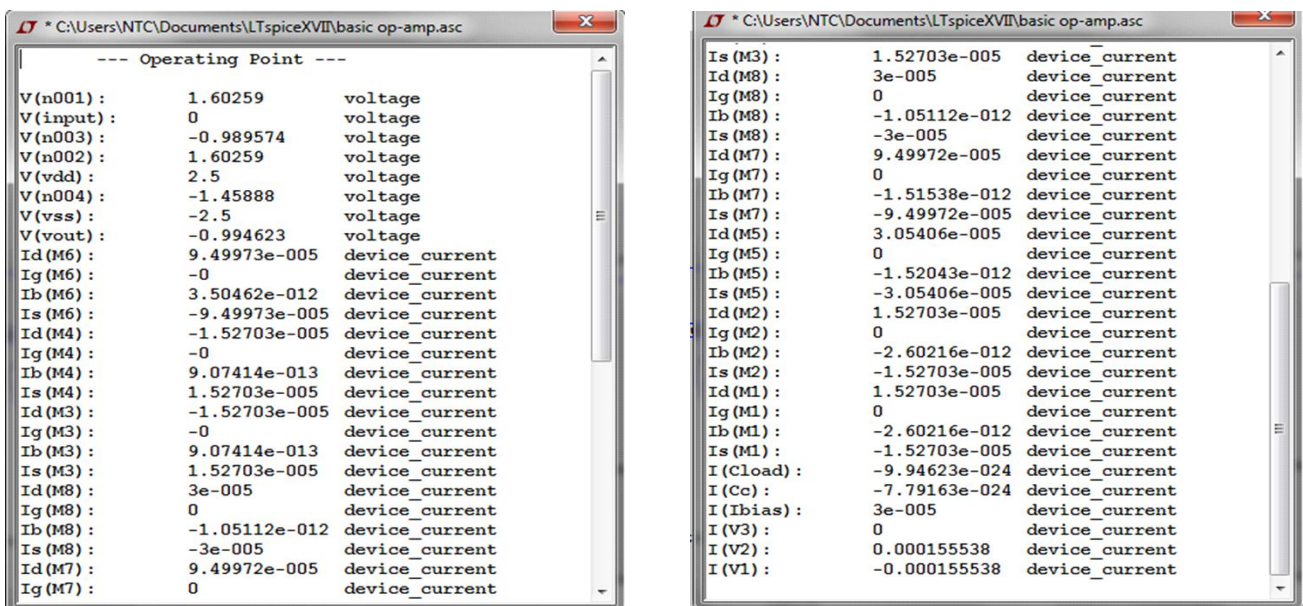 * C:\Users\NTC\Documents\LTspiceXVII\basic op-amp.asc
--- Operating Point ---
V(n001): 1.60259 voltage
V(input): 0 voltage
V(n003): -0.989574 voltage
V(n002): 1.60259 voltage
V(vdd): 2.5 voltage
V(n004): -1.45888 voltage
V(vss): -2.5 voltage
V(vout): -0.994623 voltage
Id(M6): 9.49973e-005 device_current
Ig(M6): -0 device_current
Ib(M6): 3.50462e-012 device_current
Is(M6): -9.49973e-005 device_current
Id(M4): -1.52703e-005 device_current
Ig(M4): -0 device_current
Ib(M4): 9.07414e-013 device_current
Is(M4): 1.52703e-005 device_current
Id(M3): -1.52703e-005 device_current
Ig(M3): -0 device_current
Ib(M3): 9.07414e-013 device_current
Is(M3): 1.52703e-005 device_current
Id(M8): 3e-005 device_current
Ig(M8): 0 device_current
Ib(M8): -1.05112e-012 device_current
Is(M8): -3e-005 device_current
Id(M7): 9.49972e-005 device_current
Ig(M7): 0 device_current
* C:\Users\NTC\Documents\LTspiceXVII\basic op-amp.asc
Is(M3): 1.52703e-005 device_current
Id(M8): 3e-005 device_current
Ig(M8): 0 device_current
Ib(M8): -1.05112e-012 device_current
Is(M8): -3e-005 device_current
Id(M7): 9.49972e-005 device_current
Ig(M7): 0 device_current
Ib(M7): -1.51538e-012 device_current
Is(M7): -9.49972e-005 device_current
Id(M5): 3.05406e-005 device_current
Ig(M5): 0 device_current
Ib(M5): -1.52043e-012 device_current
Is(M5): -3.05406e-005 device_current
Id(M2): 1.52703e-005 device_current
Ig(M2): 0 device_current
Ib(M2): -2.60216e-012 device_current
Is(M2): -1.52703e-005 device_current
Id(M1): 1.52703e-005 device_current
Ig(M1): 0 device_current
Ib(M1): -2.60216e-012 device_current
Is(M1): -1.52703e-005 device_current
I(Cload): -9.94623e-024 device_current
I(Cc): -7.79163e-024 device_current
I(Ibias): 3e-005 device_current
I(V3): 0 device_current
I(V2): 0.000155538 device_current
I(V1): -0.000155538 device_current